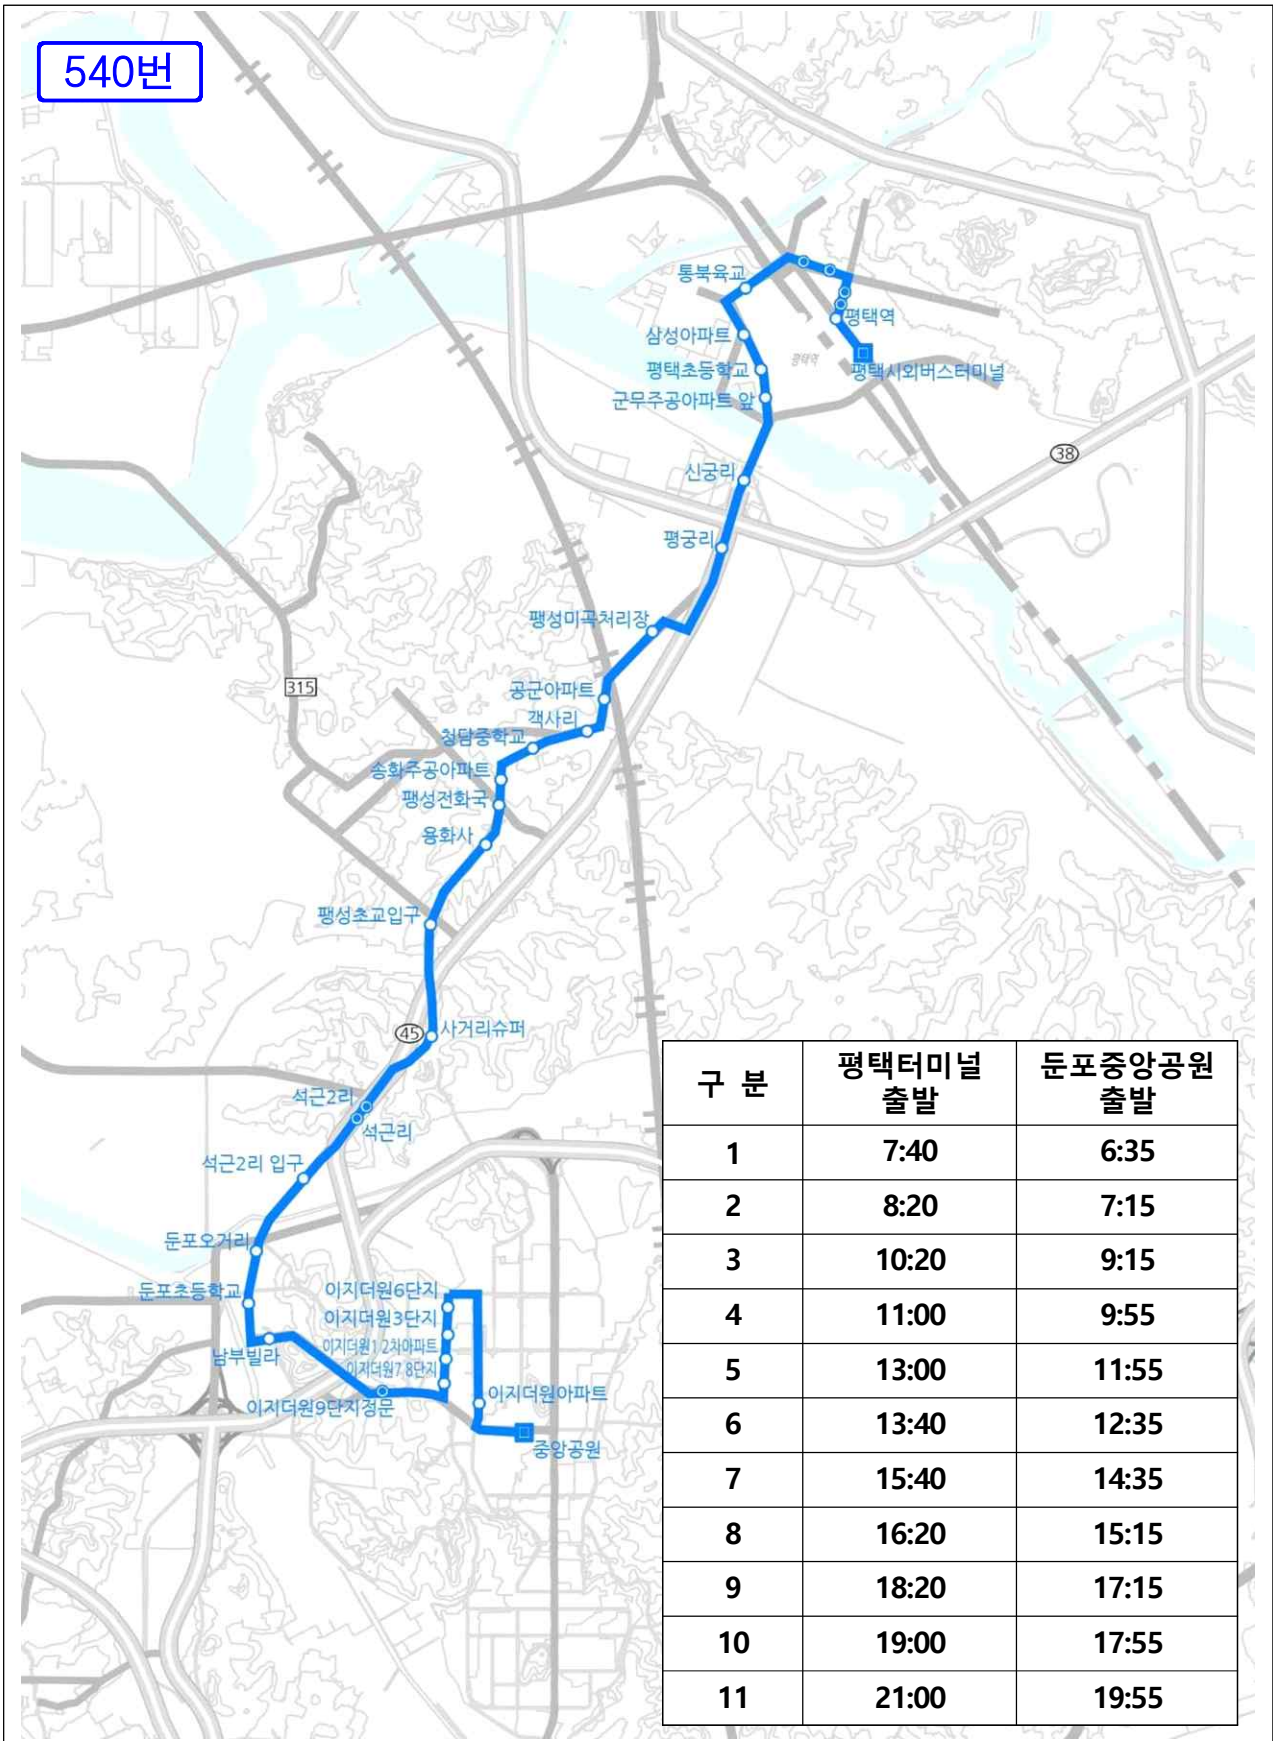 540번
통북육교
평택역
삼성아파트
평택역
평택초등학교
평택시외버스터미널
군무주공아파트 앞
38
신궁리
평궁리
팽성미곡처리장
315
공군아파트
객사리
청담중학교
송화주공아파트
팽성전화국
용화사
팽성초교입구
45
사거리슈퍼
석근2리
석근리
석근2리 입구
둔포오거리
둔포초등학교
이지더원6단지
이지더원3단지
이지더원1 2차아파트
남부빌라
이지더원7 8단지
이지더원9단지정문
이지더원아파트
중앙공원
구 분 평택터미널 출발 둔포중앙공원 출발
1 7:40 6:35
2 8:20 7:15
3 10:20 9:15
4 11:00 9:55
5 13:00 11:55
6 13:40 12:35
7 15:40 14:35
8 16:20 15:15
9 18:20 17:15
10 19:00 17:55
11 21:00 19:55